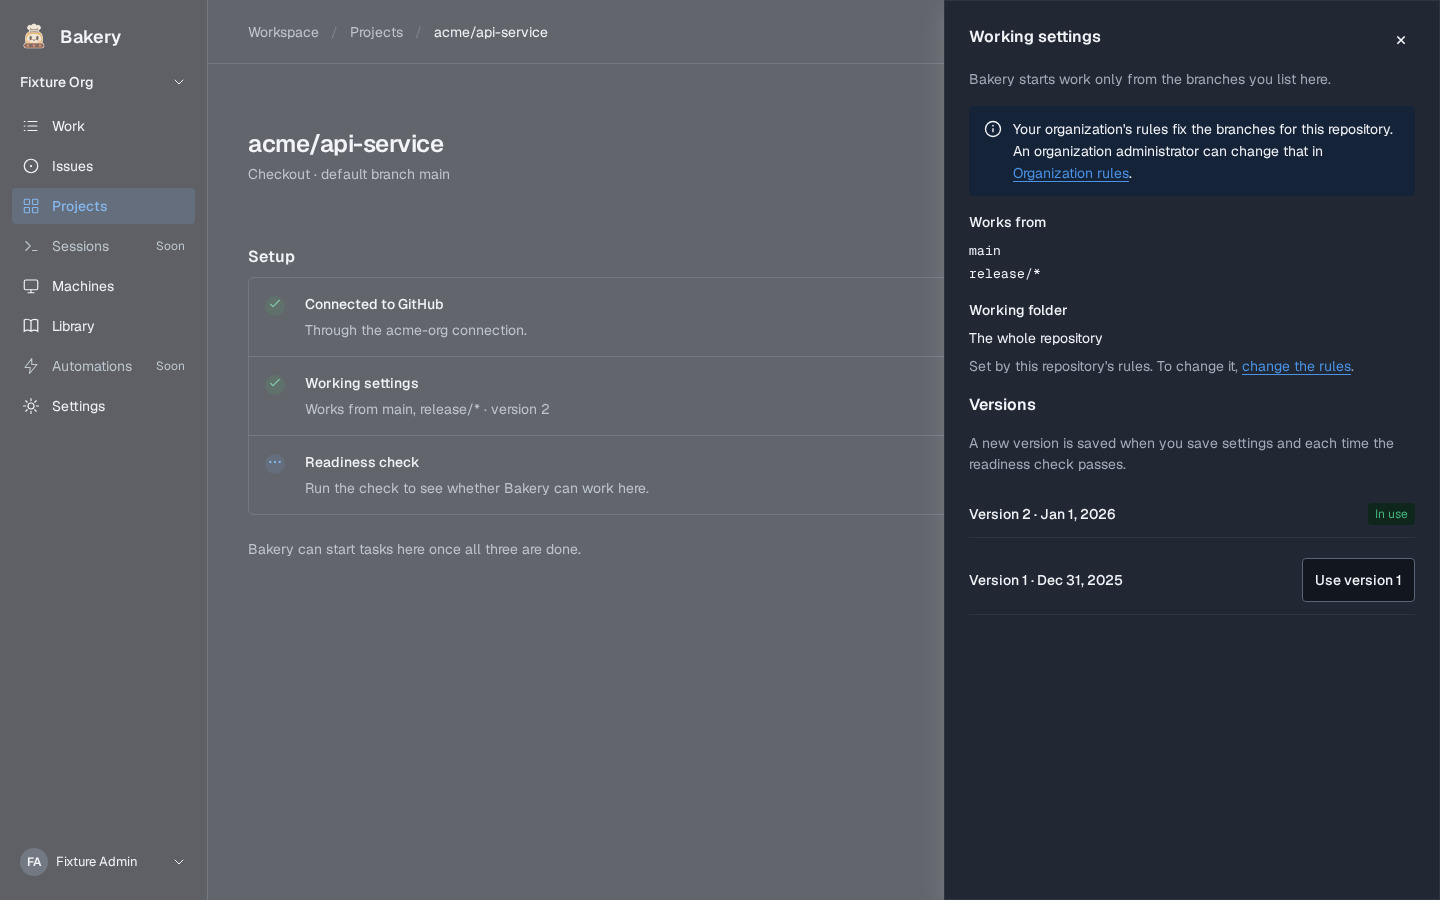 Bakery
Fixture Org
Work
Issues
Projects
Sessions Soon
Machines
Library
Automations Soon
Settings
FA Fixture Admin
Workspace / Projects / acme/api-service
acme/api-service
Checkout · default branch main
Setup
Connected to GitHub
Through the acme-org connection.
Working settings
Works from main, release/* · version 2
Readiness check
Run the check to see whether Bakery can work here.
Bakery can start tasks here once all three are done.
Working settings
Bakery starts work only from the branches you list here.
Your organization's rules fix the branches for this repository.
An organization administrator can change that in
Organization rules.
Works from
main
release/*
Working folder
The whole repository
Set by this repository's rules. To change it, change the rules.
Versions
A new version is saved when you save settings and each time the
readiness check passes.
Version 2 · Jan 1, 2026 In use
Version 1 · Dec 31, 2025 Use version 1